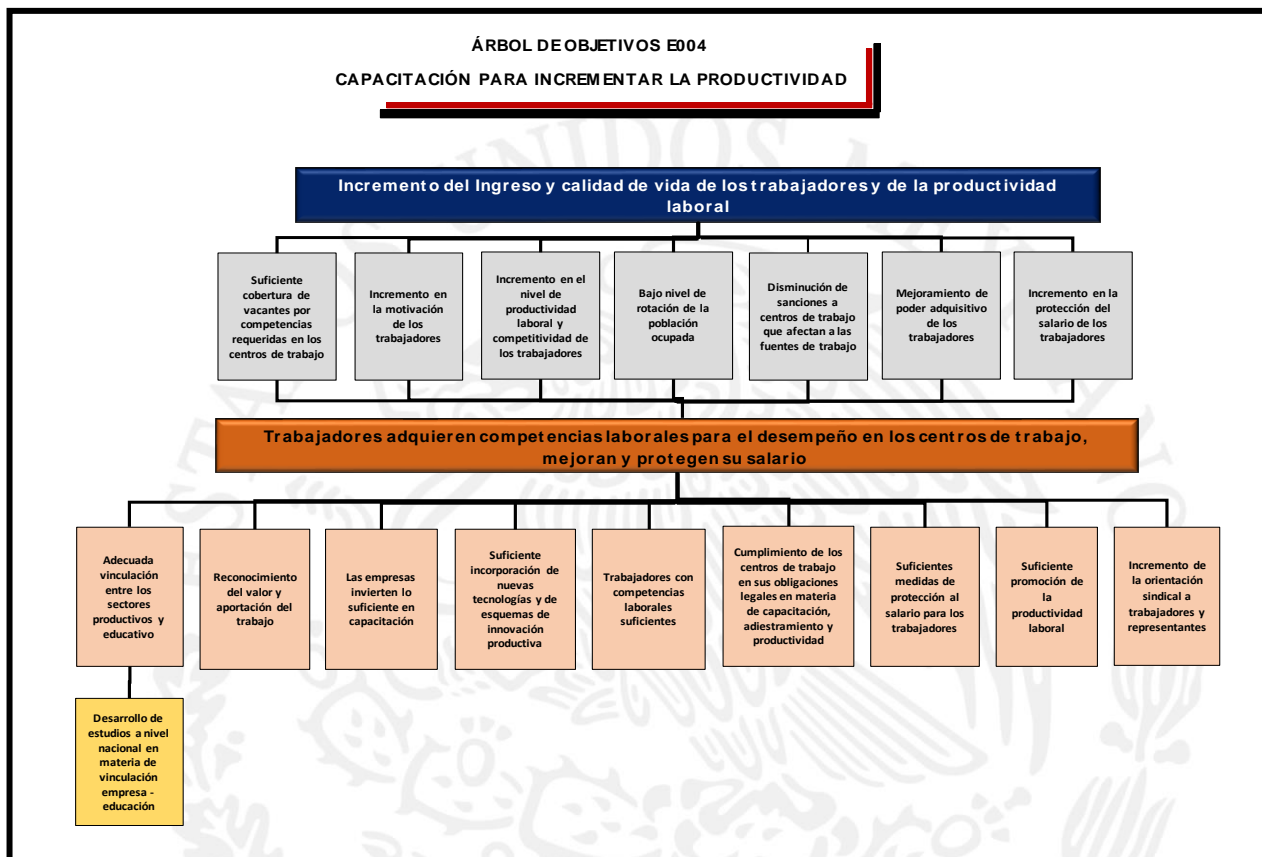 ÁRBOL DE OBJETIVOS E004
CAPACITACIÓN PARA INCREMENTAR LA PRODUCTIVIDAD
Incremento del Ingreso y calidad de vida de los trabajadores y de la productividad
laboral
Suficiente
cobertura de
vacantes por
competencias
requeridas en los
centros de trabajo
Incremento en
la motivación
de los
trabajadores
Incremento en el
nivel de
productividad
laboral y
competitividad de
los trabajadores
Bajo nivel de
rotación de la
población
ocupada
Disminución de
sanciones a
centros de trabajo
que afectan a las
fuentes de trabajo
Mejoramiento de
poder adquisitivo
de los
trabajadores
Incremento en la
protección del
salario de los
trabajadores
Trabajadores adquieren competencias laborales para el desempeño en los centros de trabajo,
mejoran y protegen su salario
Adecuada
vinculación
entre los
sectores
productivos y
educativo
Reconocimiento
del valor y
aportación del
trabajo
Las empresas
invierten lo
suficiente en
capacitación
Suficiente
incorporación de
nuevas
tecnologías y de
esquemas de
innovación
productiva
Trabajadores con
competencias
laborales
suficientes
Cumplimiento de los
centros de trabajo
en sus obligaciones
legales en materia
de capacitación,
adiestramiento y
productividad
Suficientes
medidas de
protección al
salario para los
trabajadores
Suficiente
promoción de
la
productividad
laboral
Incremento de
la orientación
sindical a
trabajadores y
representantes
Desarrollo de
estudios a nivel
nacional en
materia de
vinculación
empresa -
educación